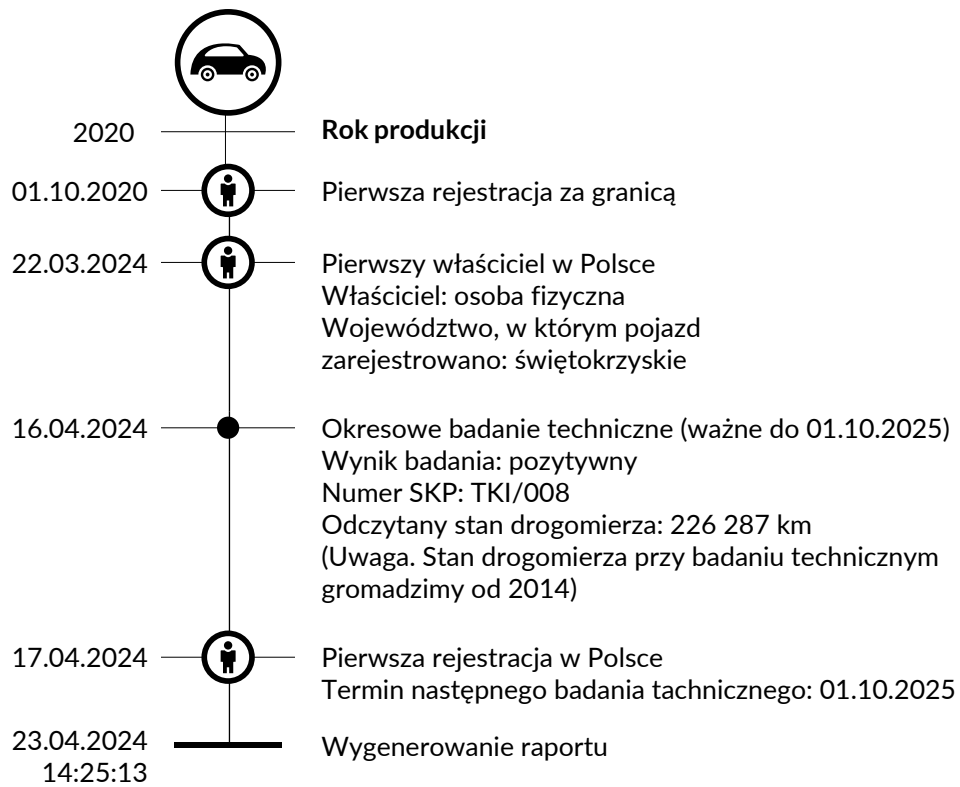 2020 Rok produkcji
01.10.2020 Pierwsza rejestracja za granicą
22.03.2024 Pierwszy właściciel w Polsce
Właściciel: osoba fizyczna
Województwo, w którym pojazd
zarejestrowano: świętokrzyskie
16.04.2024 Okresowe badanie techniczne (ważne do 01.10.2025)
Wynik badania: pozytywny
Numer SKP: TKI/008
Odczytany stan drogomierza: 226 287 km
(Uwaga. Stan drogomierza przy badaniu technicznym
gromadzimy od 2014)
17.04.2024 Pierwsza rejestracja w Polsce
Termin następnego badania tachnicznego: 01.10.2025
23.04.2024 Wygenerowanie raportu
14:25:13